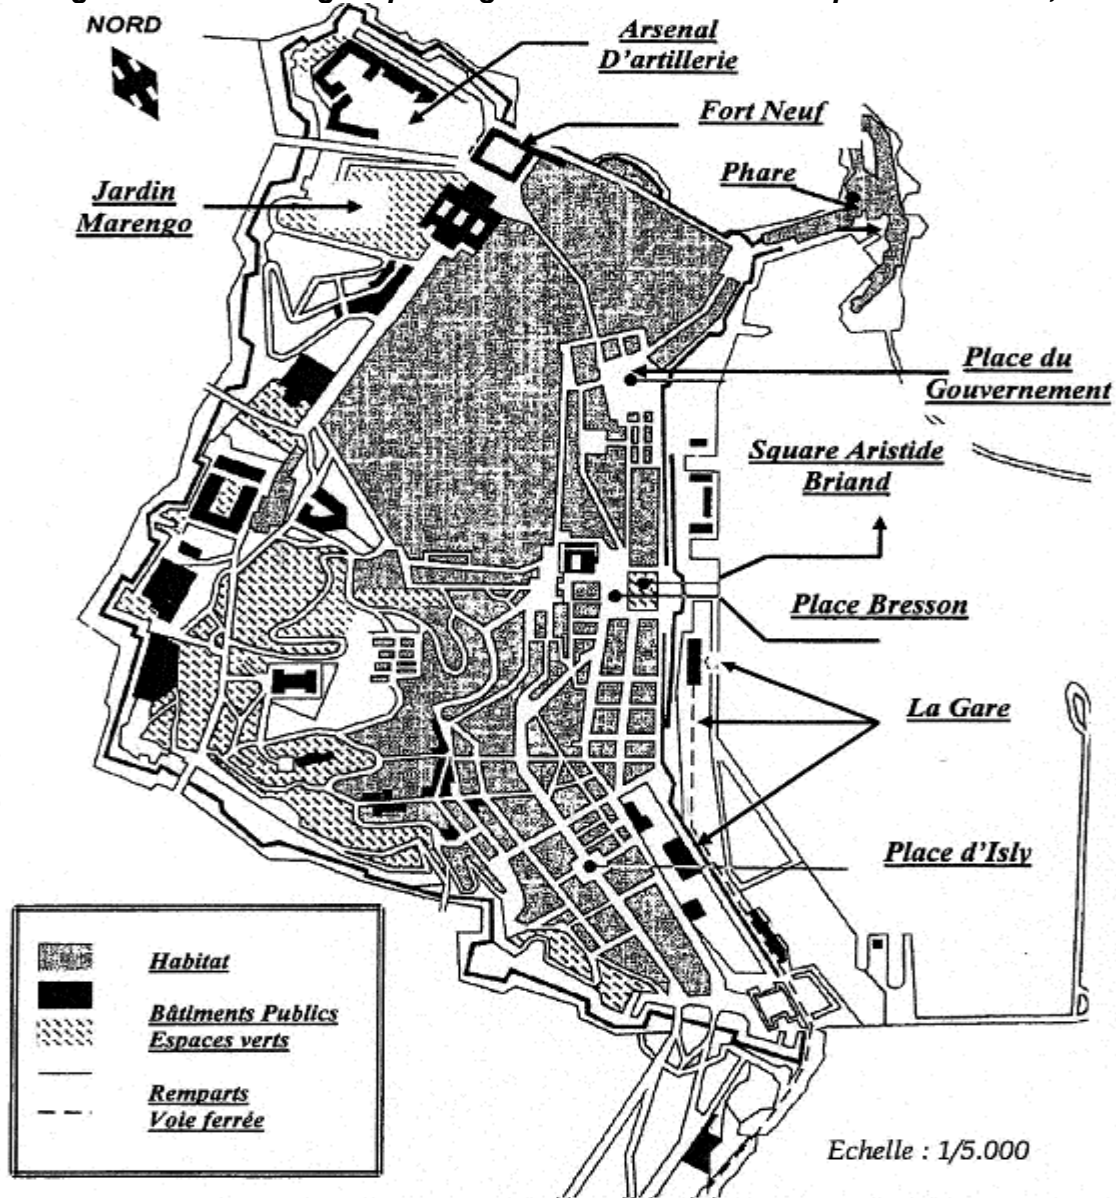 NORD
Arsenal
D'artillerie
Fort Neuf
Phare
Jardin
Marengo
Place du
Gouvernement
Square Aristide
Briand
Place Bresson
La Gare
Place d'Isly
Habitat
Bâtiments Publics
Espaces verts
Remparts
Voie ferrée
Echelle : 1/5.000